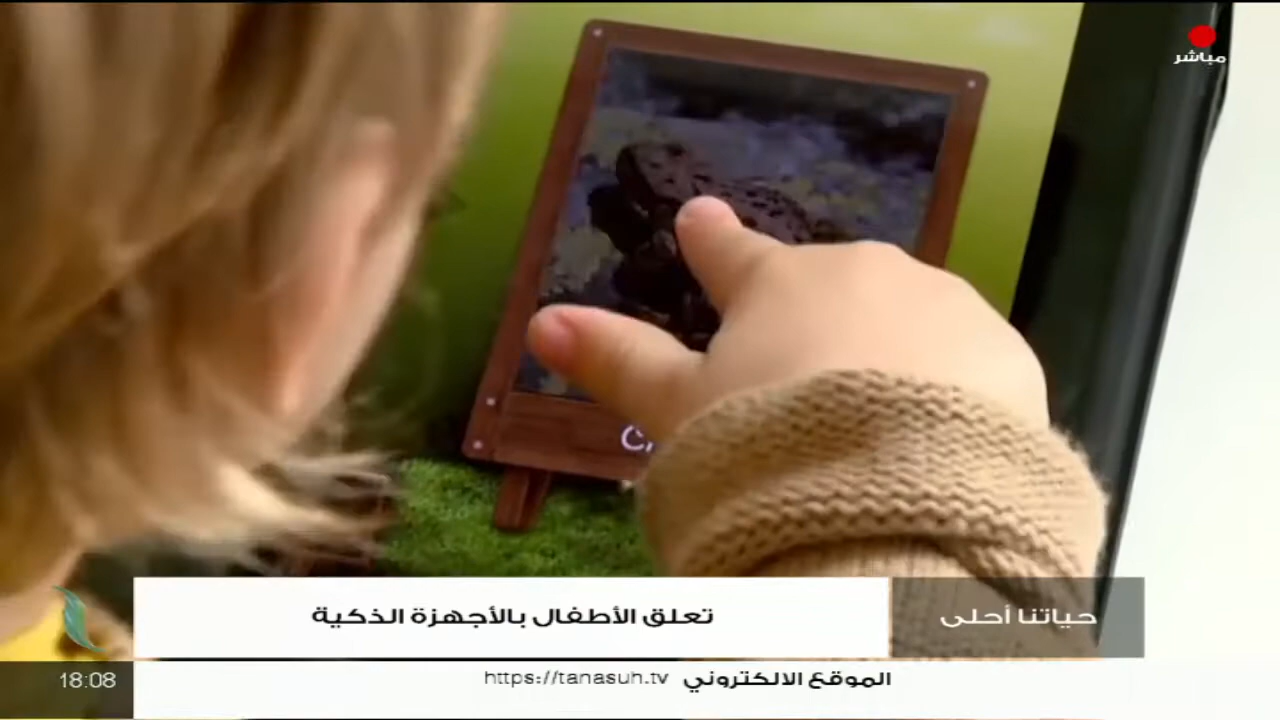 مباشر
حياتنا أحلى
تعلق الأطفال بالأجهزة الذكية
18:08
الموقع الالكتروني https://tanasuh.tv